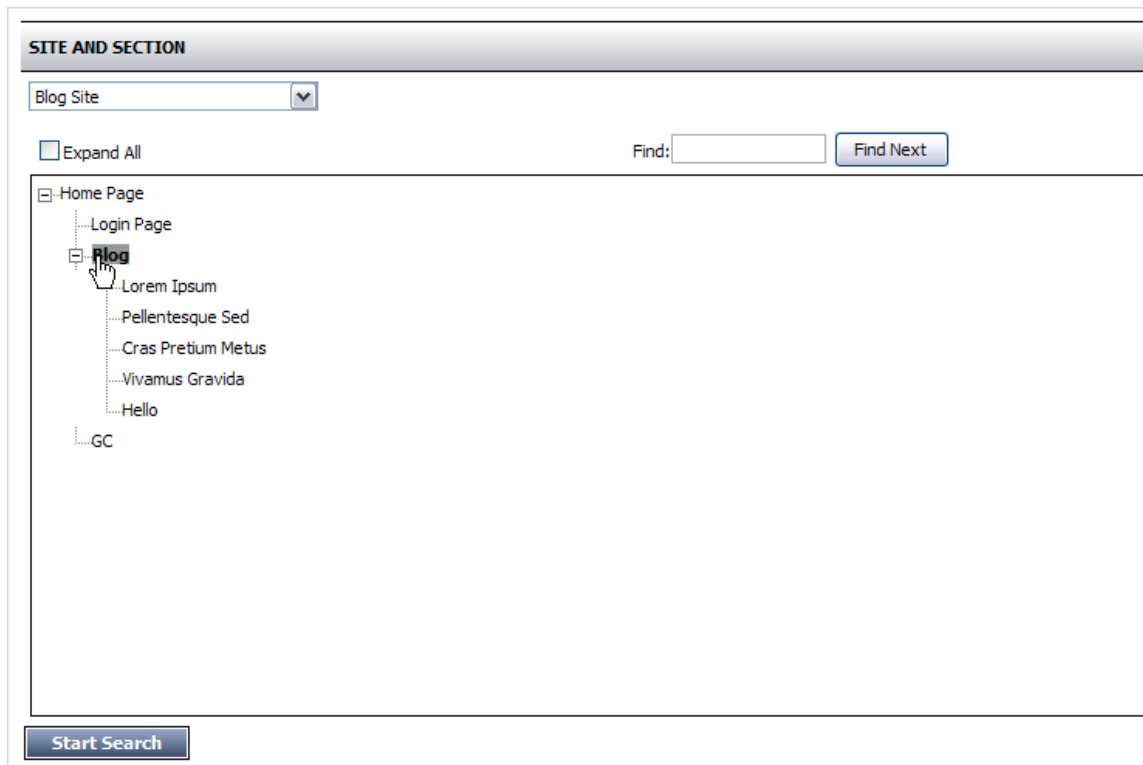 SITE AND SECTION
Blog Site
Expand All
Find:
Find Next
Home Page
Login Page
Blog
Lorem Ipsum
Pellentesque Sed
Cras Pretium Metus
Vivamus Gravida
Hello
GC
Start Search